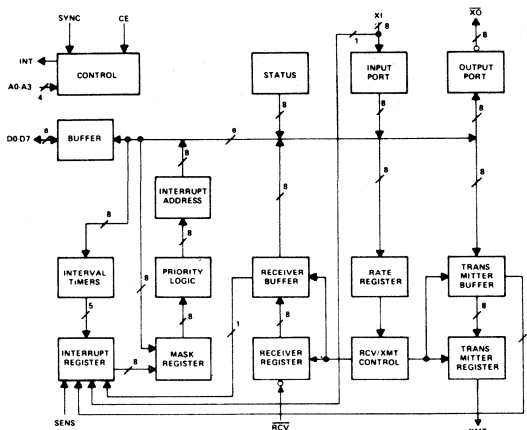 SYNC
CE
XI
XO
8
8
1
INT
A0-A3
4
CONTROL
STATUS
INPUT
PORT
OUTPUT
PORT
8
8
8
D0-D7
8
BUFFER
8
8
8
8
8
INTERRUPT
ADDRESS
8
8
8
INTERVAL
TIMERS
PRIORITY
LOGIC
RECEIVER
BUFFER
RATE
REGISTER
TRANS
MITTER
BUFFER
5
8
1
8
8
INTERRUPT
REGISTER
8
MASK
REGISTER
RECEIVER
REGISTER
RCV/XMT
CONTROL
TRANS
MITTER
REGISTER
SENS
RCV